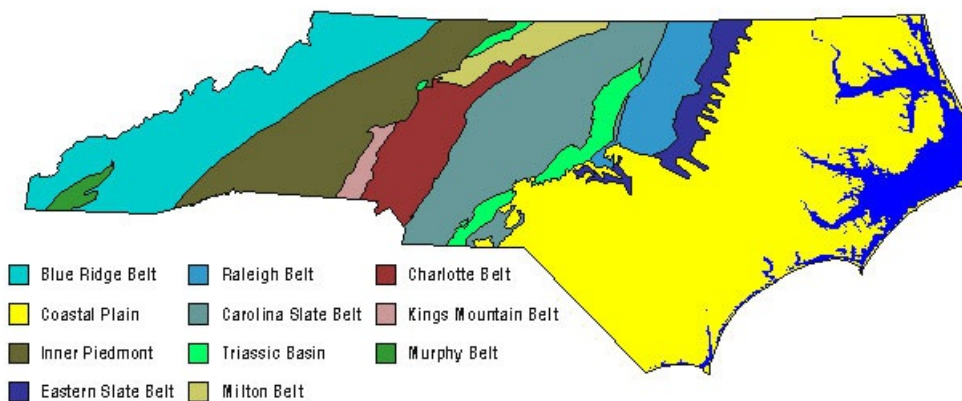 Blue Ridge Belt
Raleigh Belt
Charlotte Belt
Coastal Plain
Carolina Slate Belt
Kings Mountain Belt
Inner Piedmont
Triassic Basin
Murphy Belt
Eastern Slate Belt
Milton Belt